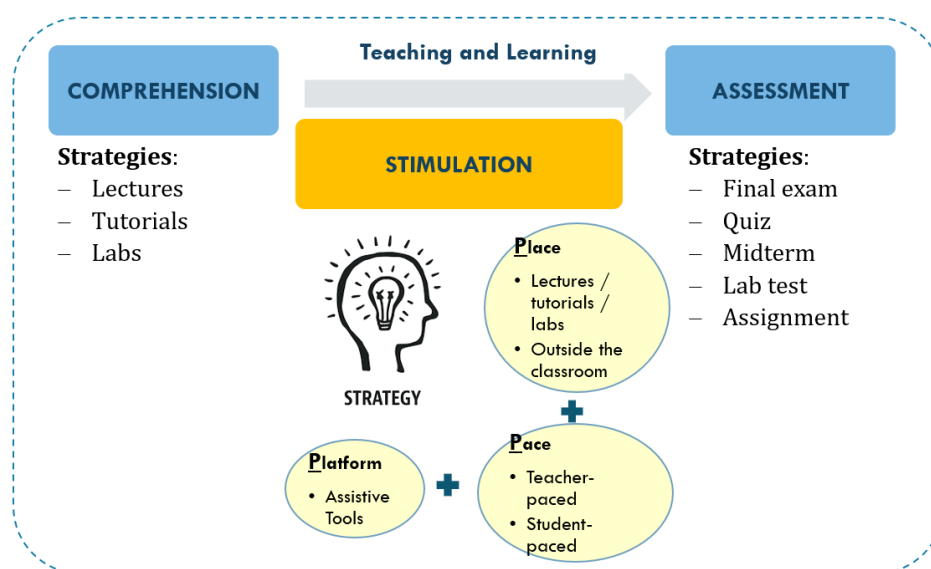 Teaching and Learning
COMPREHENSION
Strategies:
– Lectures
– Tutorials
– Labs
STIMULATION
STRATEGY
Place
• Lectures /
tutorials /
labs
• Outside the
classroom
Pace
• Teacher-
paced
• Student-
paced
Platform
• Assistive
Tools
ASSESSMENT
Strategies:
– Final exam
– Quiz
– Midterm
– Lab test
– Assignment